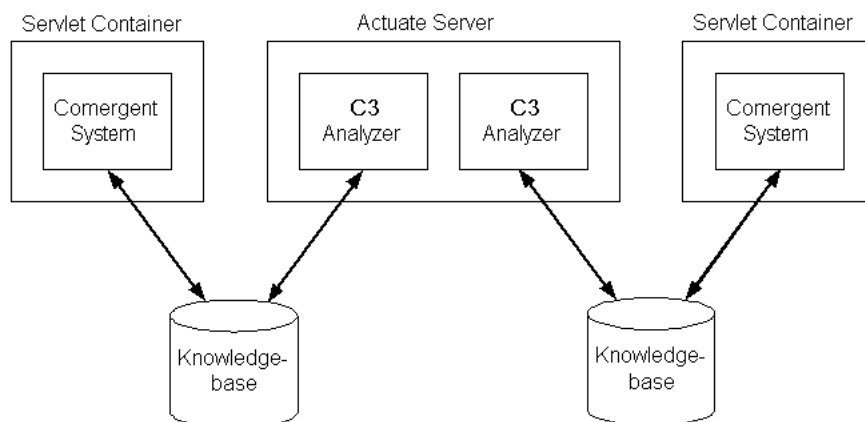 Servlet Container
Actuate Server
Servlet Container
Comergent
System
C3
Analyzer
C3
Analyzer
Comergent
System
Knowledge-
base
Knowledge-
base